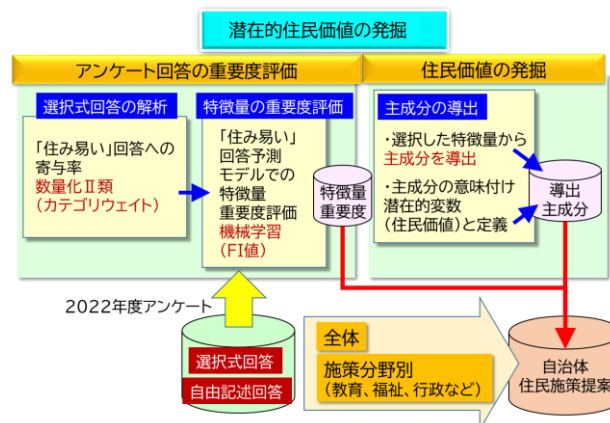 潜在的住民価値の発掘
アンケート回答の重要度評価
住民価値の発掘
選択式回答の解析
「住み易い」回答への
寄与率
数量化Ⅱ類
（カテゴリウェイト）
特徴量の重要度評価
「住み易い」
回答予測
モデルでの
特徴量
重要度評価
機械学習
（FI値）
特徴量
重要度
主成分の導出
・選択した特徴量から
主成分を導出
・主成分の意味付け
潜在的変数
（住民価値）と定義
導出
主成分
2022年度アンケート
選択式回答
自由記述回答
全体
施策分野別
（教育、福祉、行政など）
自治体
住民施策提案